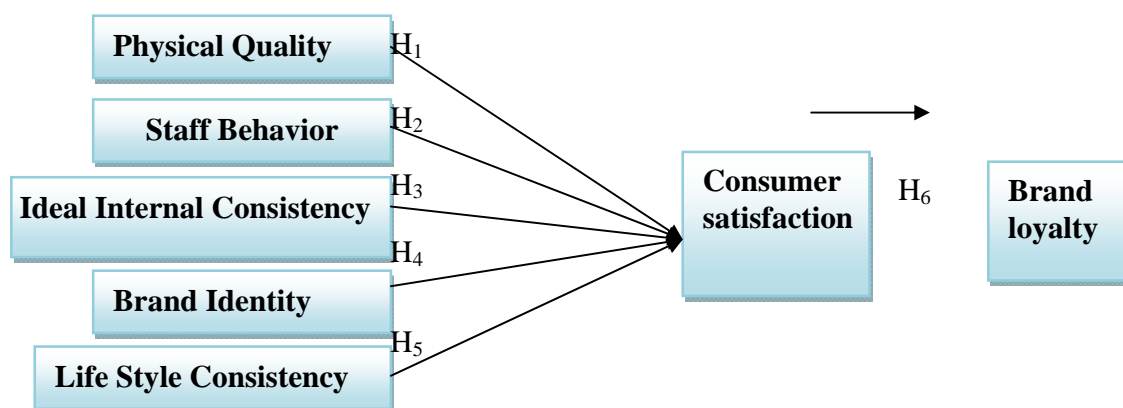 Physical Quality
H₁
Staff Behavior
H₂
Ideal Internal Consistency
H₃
Brand Identity
H₄
Life Style Consistency
H₅
Consumer
satisfaction
H₆
Brand
loyalty